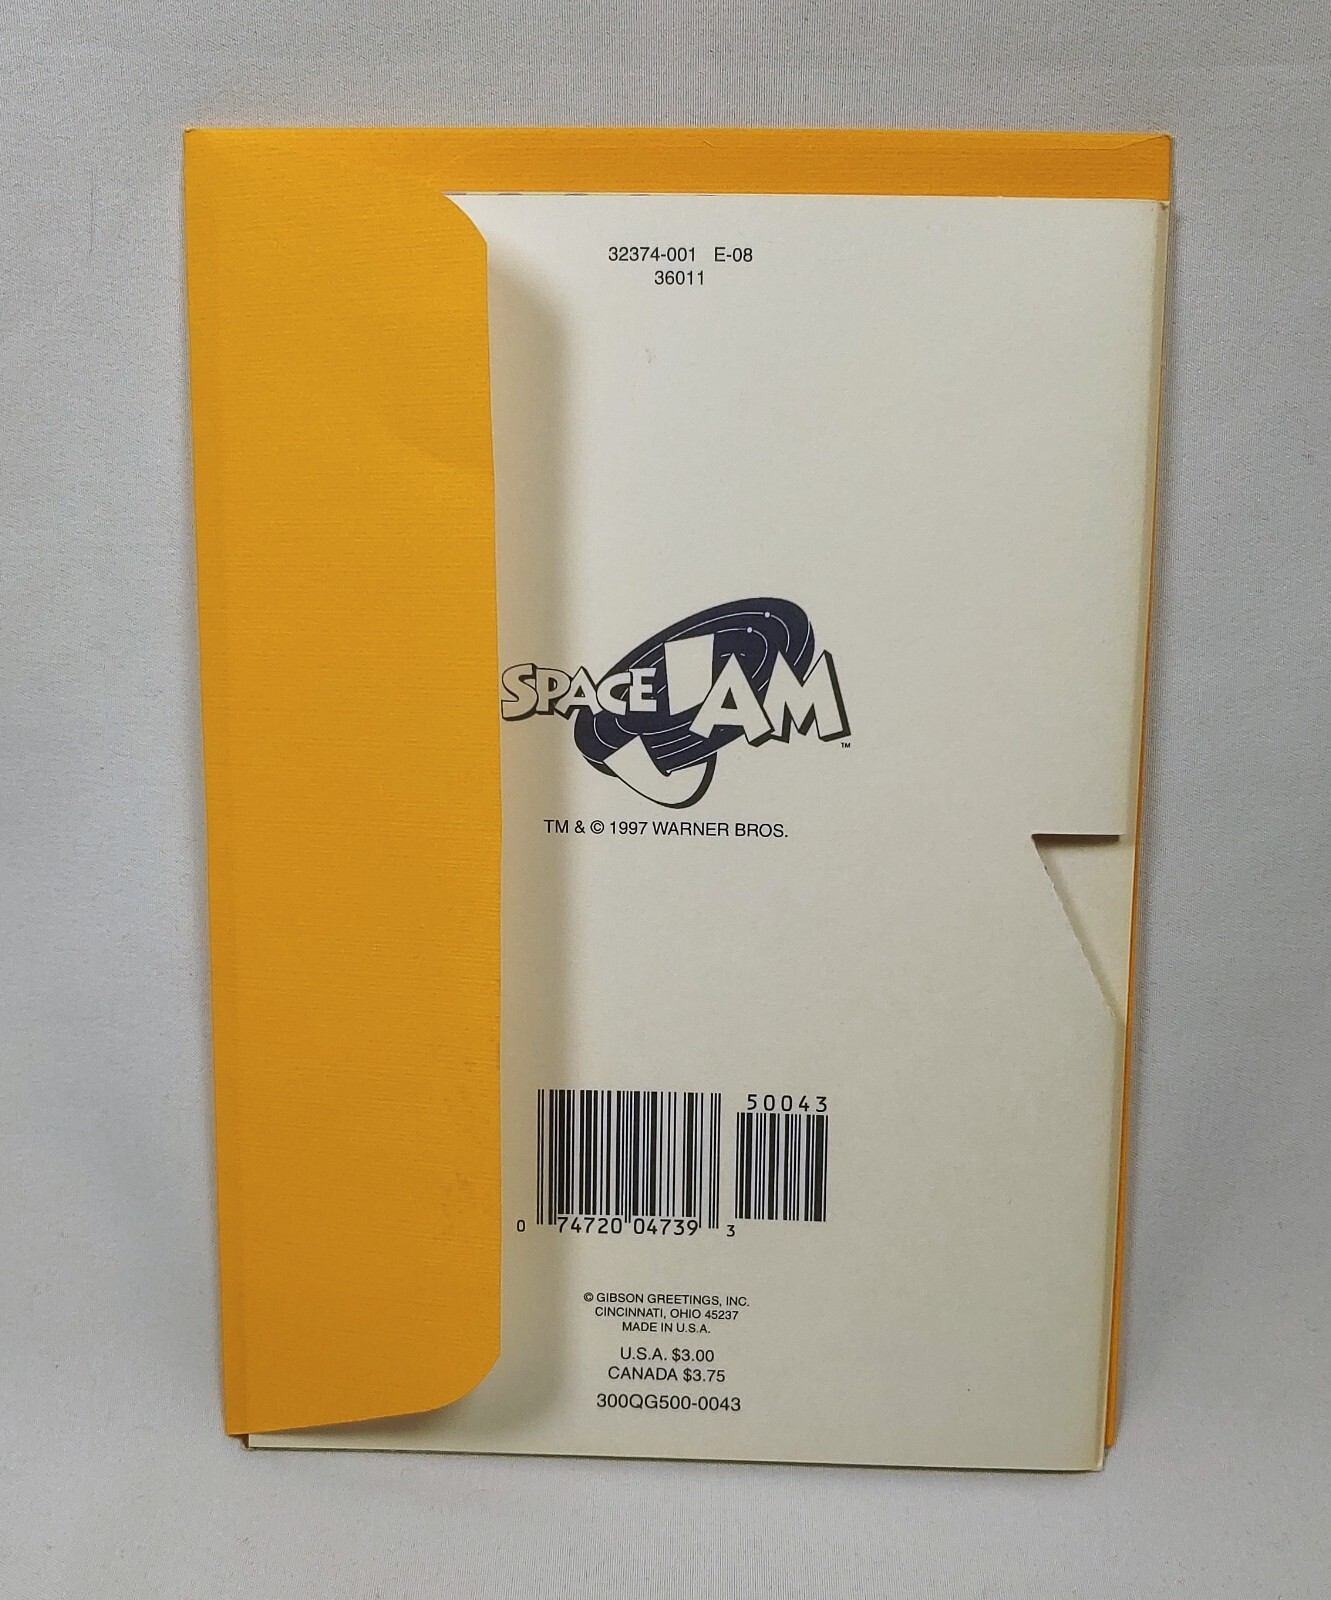 32374-001 E-08
36011
SPACE JAM
TM
TM & © 1997 WARNER BROS.
50043
0 74720 04739 3
© GIBSON GREETINGS, INC.
CINCINNATI, OHIO 45237
MADE IN U.S.A.
U.S.A. $3.00
CANADA $3.75
300QG500-0043